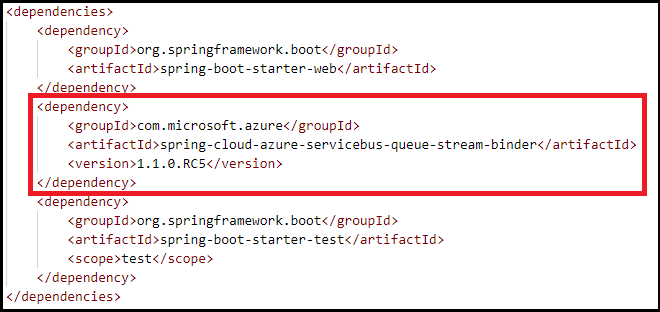 <dependencies>
<dependency>
<groupId>org.springframework.boot</groupId>
<artifactId>spring-boot-starter-web</artifactId>
</dependency>
<dependency>
<groupId>com.microsoft.azure</groupId>
<artifactId>spring-cloud-azure-servicebus-queue-stream-binder</artifactId>
<version>1.1.0.RC5</version>
</dependency>
<dependency>
<groupId>org.springframework.boot</groupId>
<artifactId>spring-boot-starter-test</artifactId>
<scope>test</scope>
</dependency>
</dependencies>